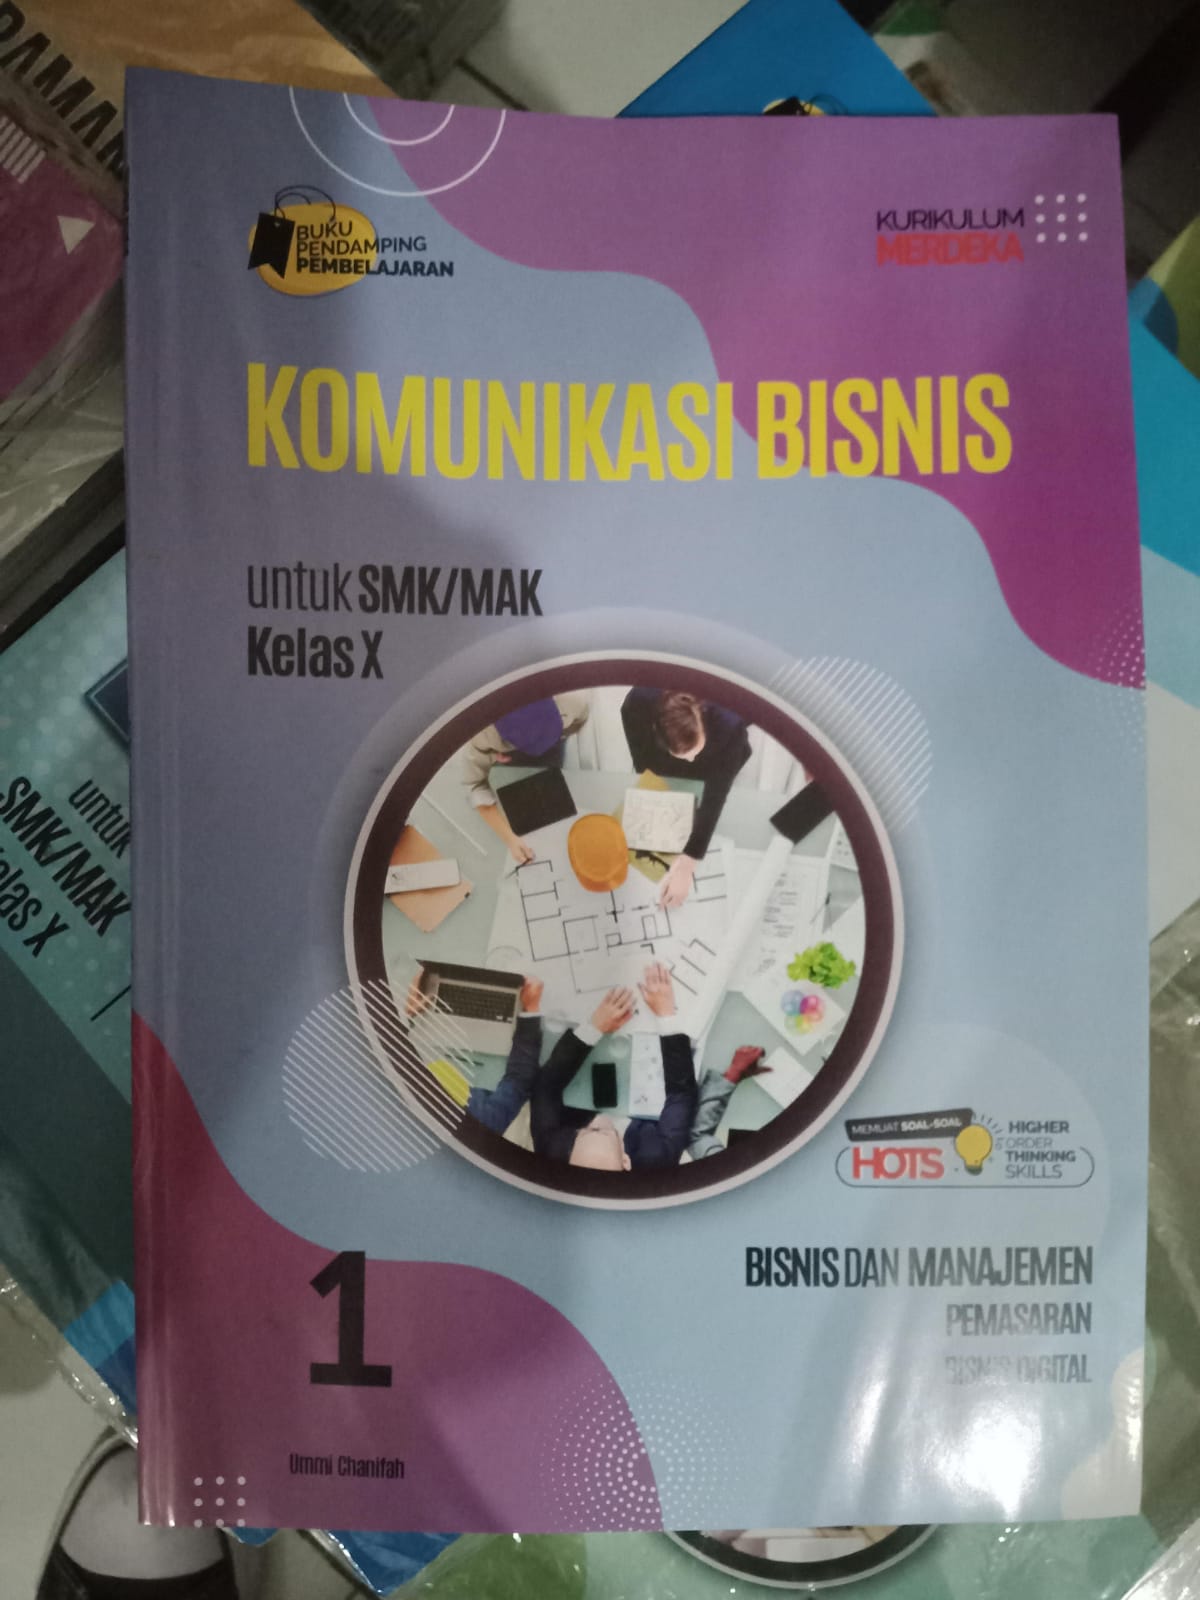 BUKU
PENDAMPING
PEMBELAJARAN
KURIKULUM
MERDEKA
KOMUNIKASI BISNIS
untuk SMK/MAK
Kelas X
untuk
SMK/MAK
Kelas X
MEMUAT SOAL-SOAL
HOTS
HIGHER
ORDER
THINKING
SKILLS
BISNIS DAN MANAJEMEN
PEMASARAN
BISNIS DIGITAL
1
Ummi Chanifah